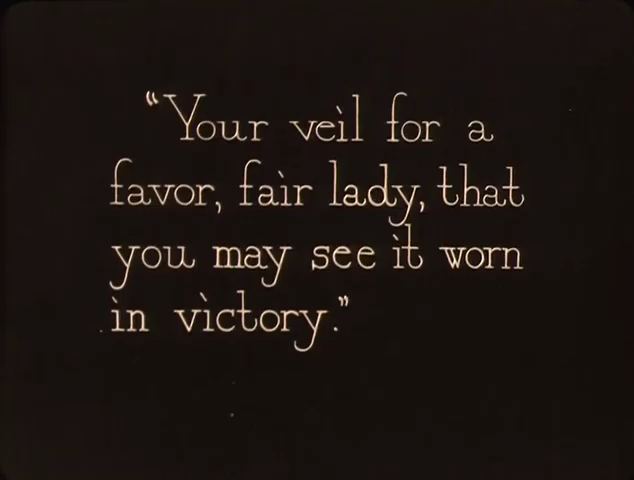 “Your veil for a
favor, fair lady, that
you may see it worn
in victory.”